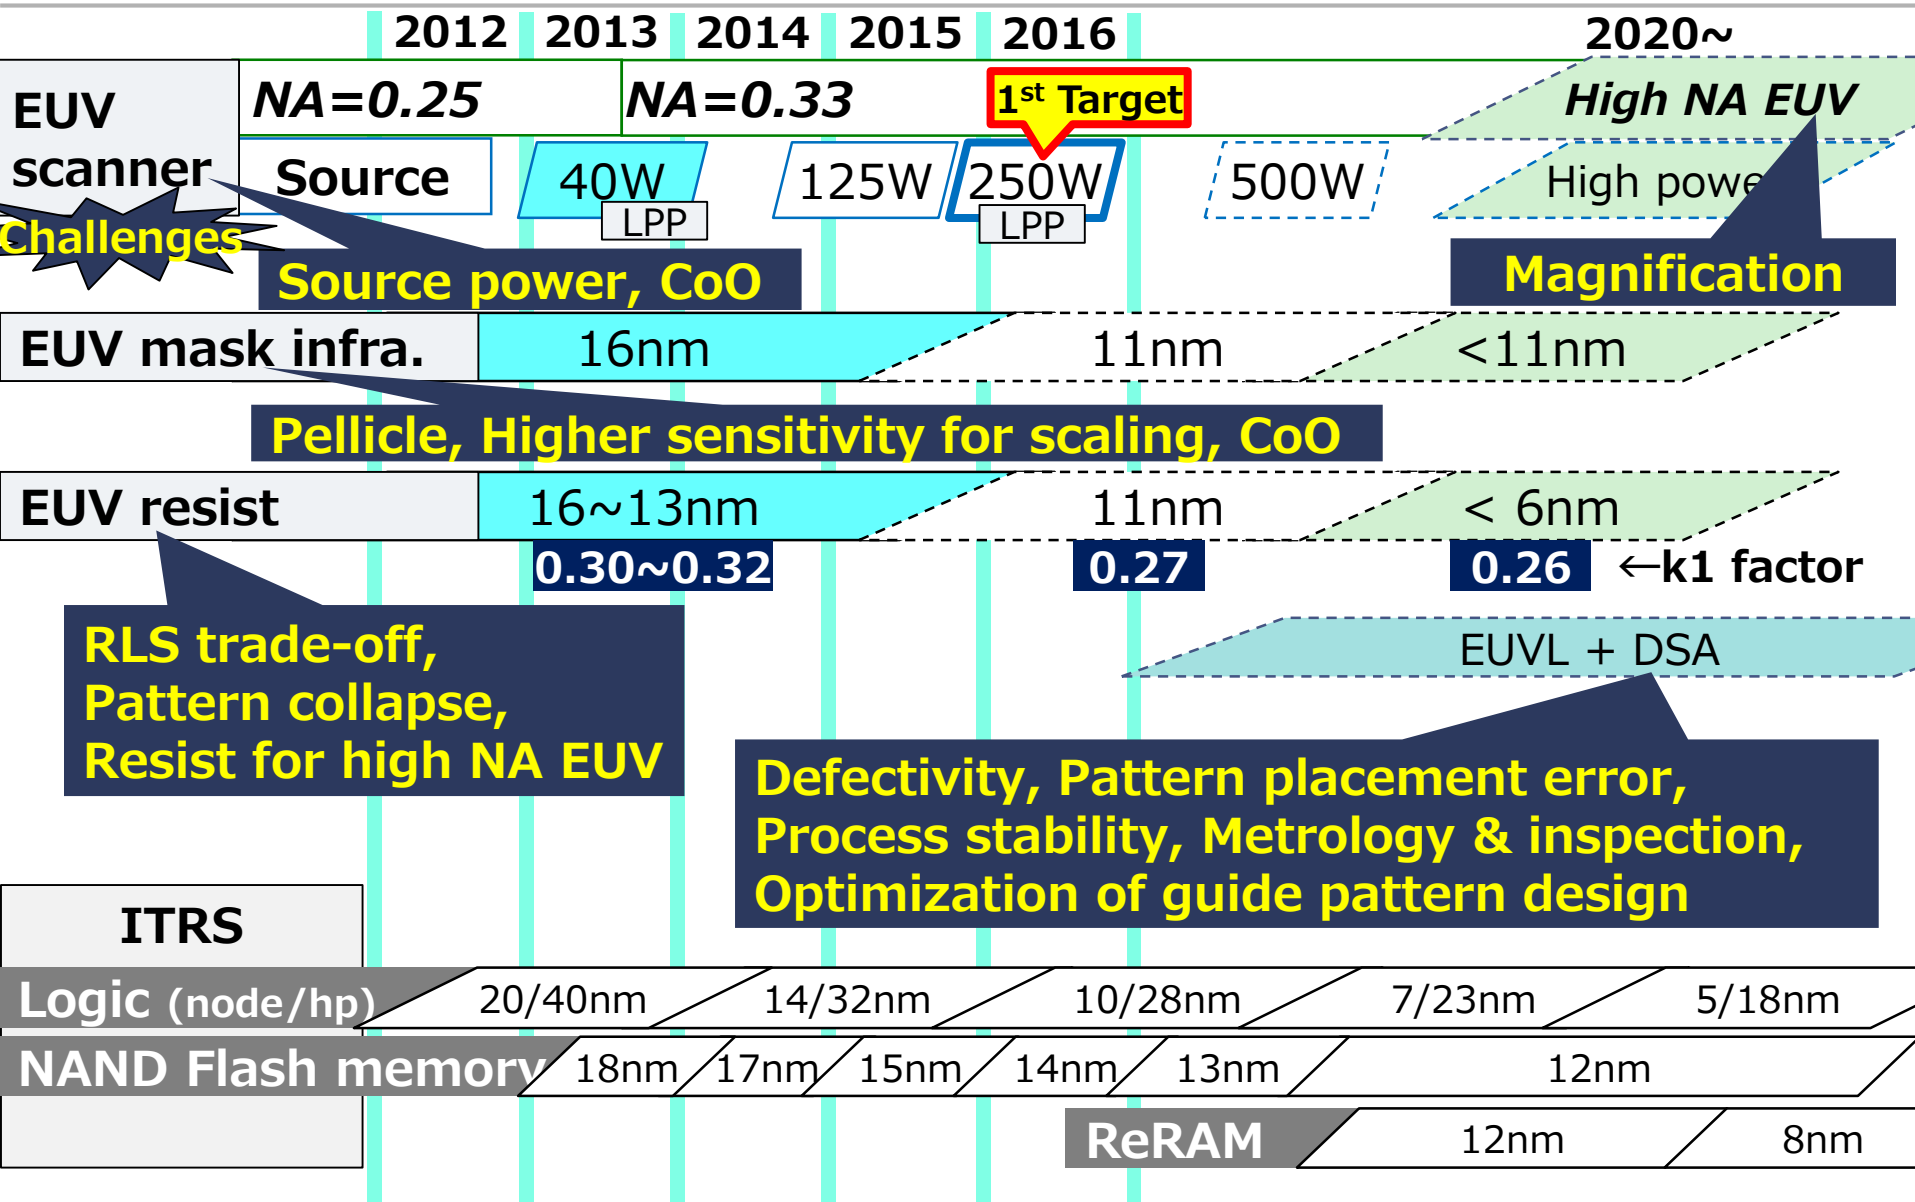 2012 2013 2014 2015 2016 2020~
EUV
scanner
NA=0.25 NA=0.33 1st Target High NA EUV
Source 40W 125W 250W 500W High powe
LPP LPP
Challenges
Source power, CoO
Magnification
EUV mask infra. 16nm 11nm <11nm
Pellicle, Higher sensitivity for scaling, CoO
EUV resist 16~13nm 11nm < 6nm
0.30~0.32 0.27 0.26 ←k1 factor
RLS trade-off,
Pattern collapse,
Resist for high NA EUV
EUVL + DSA
Defectivity, Pattern placement error,
Process stability, Metrology & inspection,
Optimization of guide pattern design
ITRS
Logic (node/hp) 20/40nm 14/32nm 10/28nm 7/23nm 5/18nm
NAND Flash memory 18nm 17nm 15nm 14nm 13nm 12nm
ReRAM 12nm 8nm